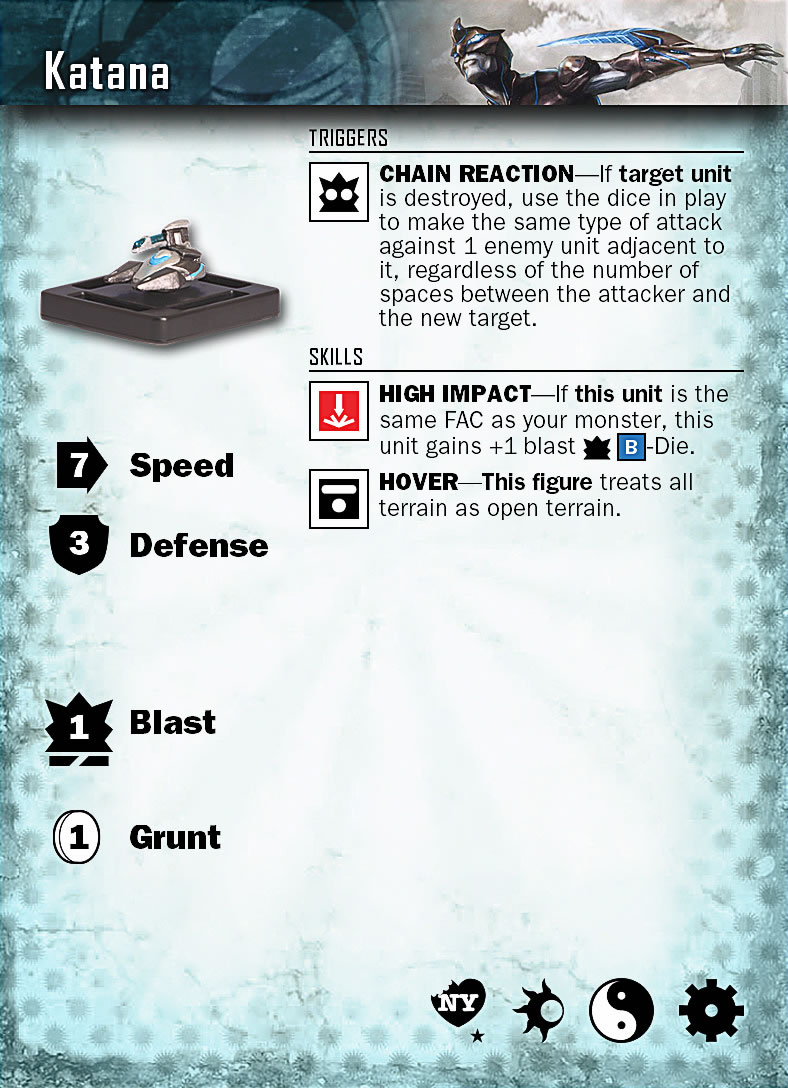 Katana
TRIGGERS
CHAIN REACTION—If target unit
is destroyed, use the dice in play
to make the same type of attack
against 1 enemy unit adjacent to
it, regardless of the number of
spaces between the attacker and
the new target.
SKILLS
HIGH IMPACT—If this unit is the
same FAC as your monster, this
unit gains +1 blast B-Die.
HOVER—This figure treats all
terrain as open terrain.
7 Speed
3 Defense
1 Blast
1 Grunt
NY